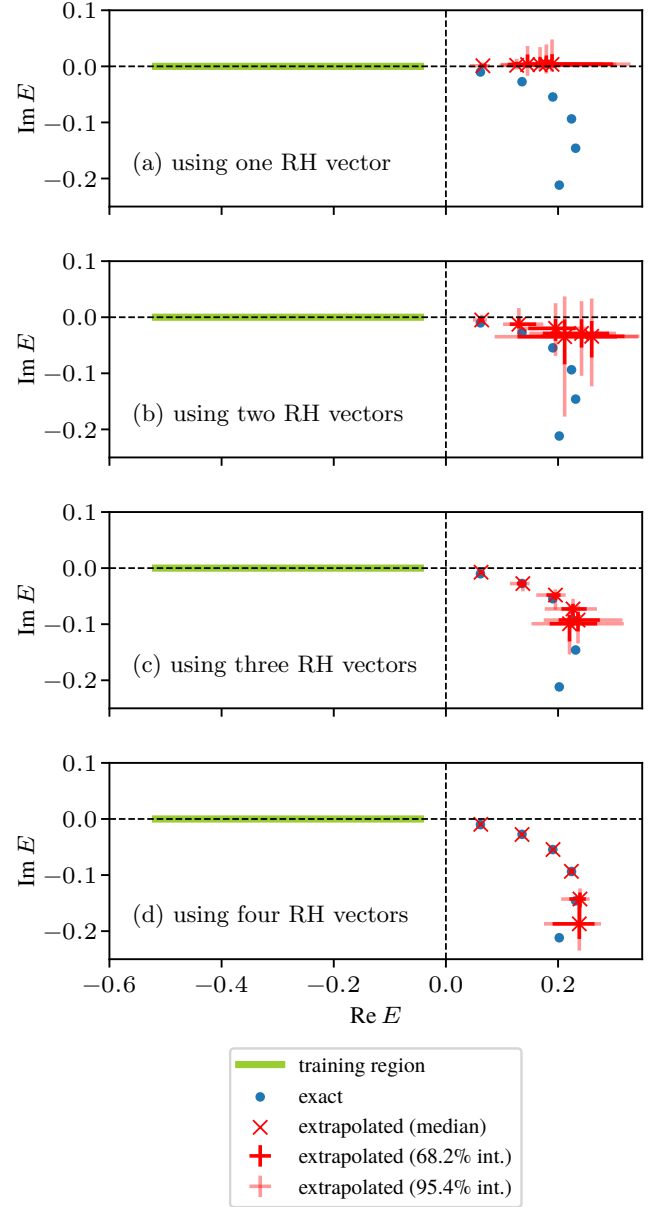 0.1
0.0
−0.1
−0.2
Im E
(a) using one RH vector
0.1
0.0
−0.1
−0.2
Im E
(b) using two RH vectors
0.1
0.0
−0.1
−0.2
Im E
(c) using three RH vectors
0.1
0.0
−0.1
−0.2
Im E
(d) using four RH vectors
−0.6 −0.4 −0.2 0.0 0.2
Re E
training region
exact
extrapolated (median)
extrapolated (68.2% int.)
extrapolated (95.4% int.)